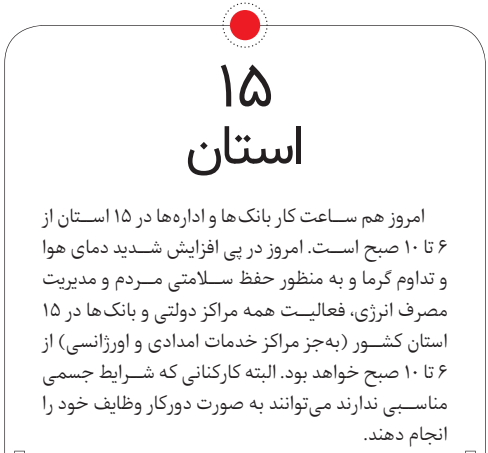 ۱۵
استان
امروز هم ساعت کار بانک‌ها و اداره‌ها در ۱۵ استان از
۶ تا ۱۰ صبح است. امروز در پی افزایش شدید دمای هوا
و تداوم گرما و به منظور حفظ سلامتی مردم و مدیریت
مصرف انرژی، فعالیت همه مراکز دولتی و بانک‌ها در ۱۵
استان کشور (به‌جز مراکز خدمات امدادی و اورژانسی) از
۶ تا ۱۰ صبح خواهد بود. البته کارکنانی که شرایط جسمی
مناسبی ندارند می‌توانند به صورت دورکار وظایف خود را
انجام دهند.